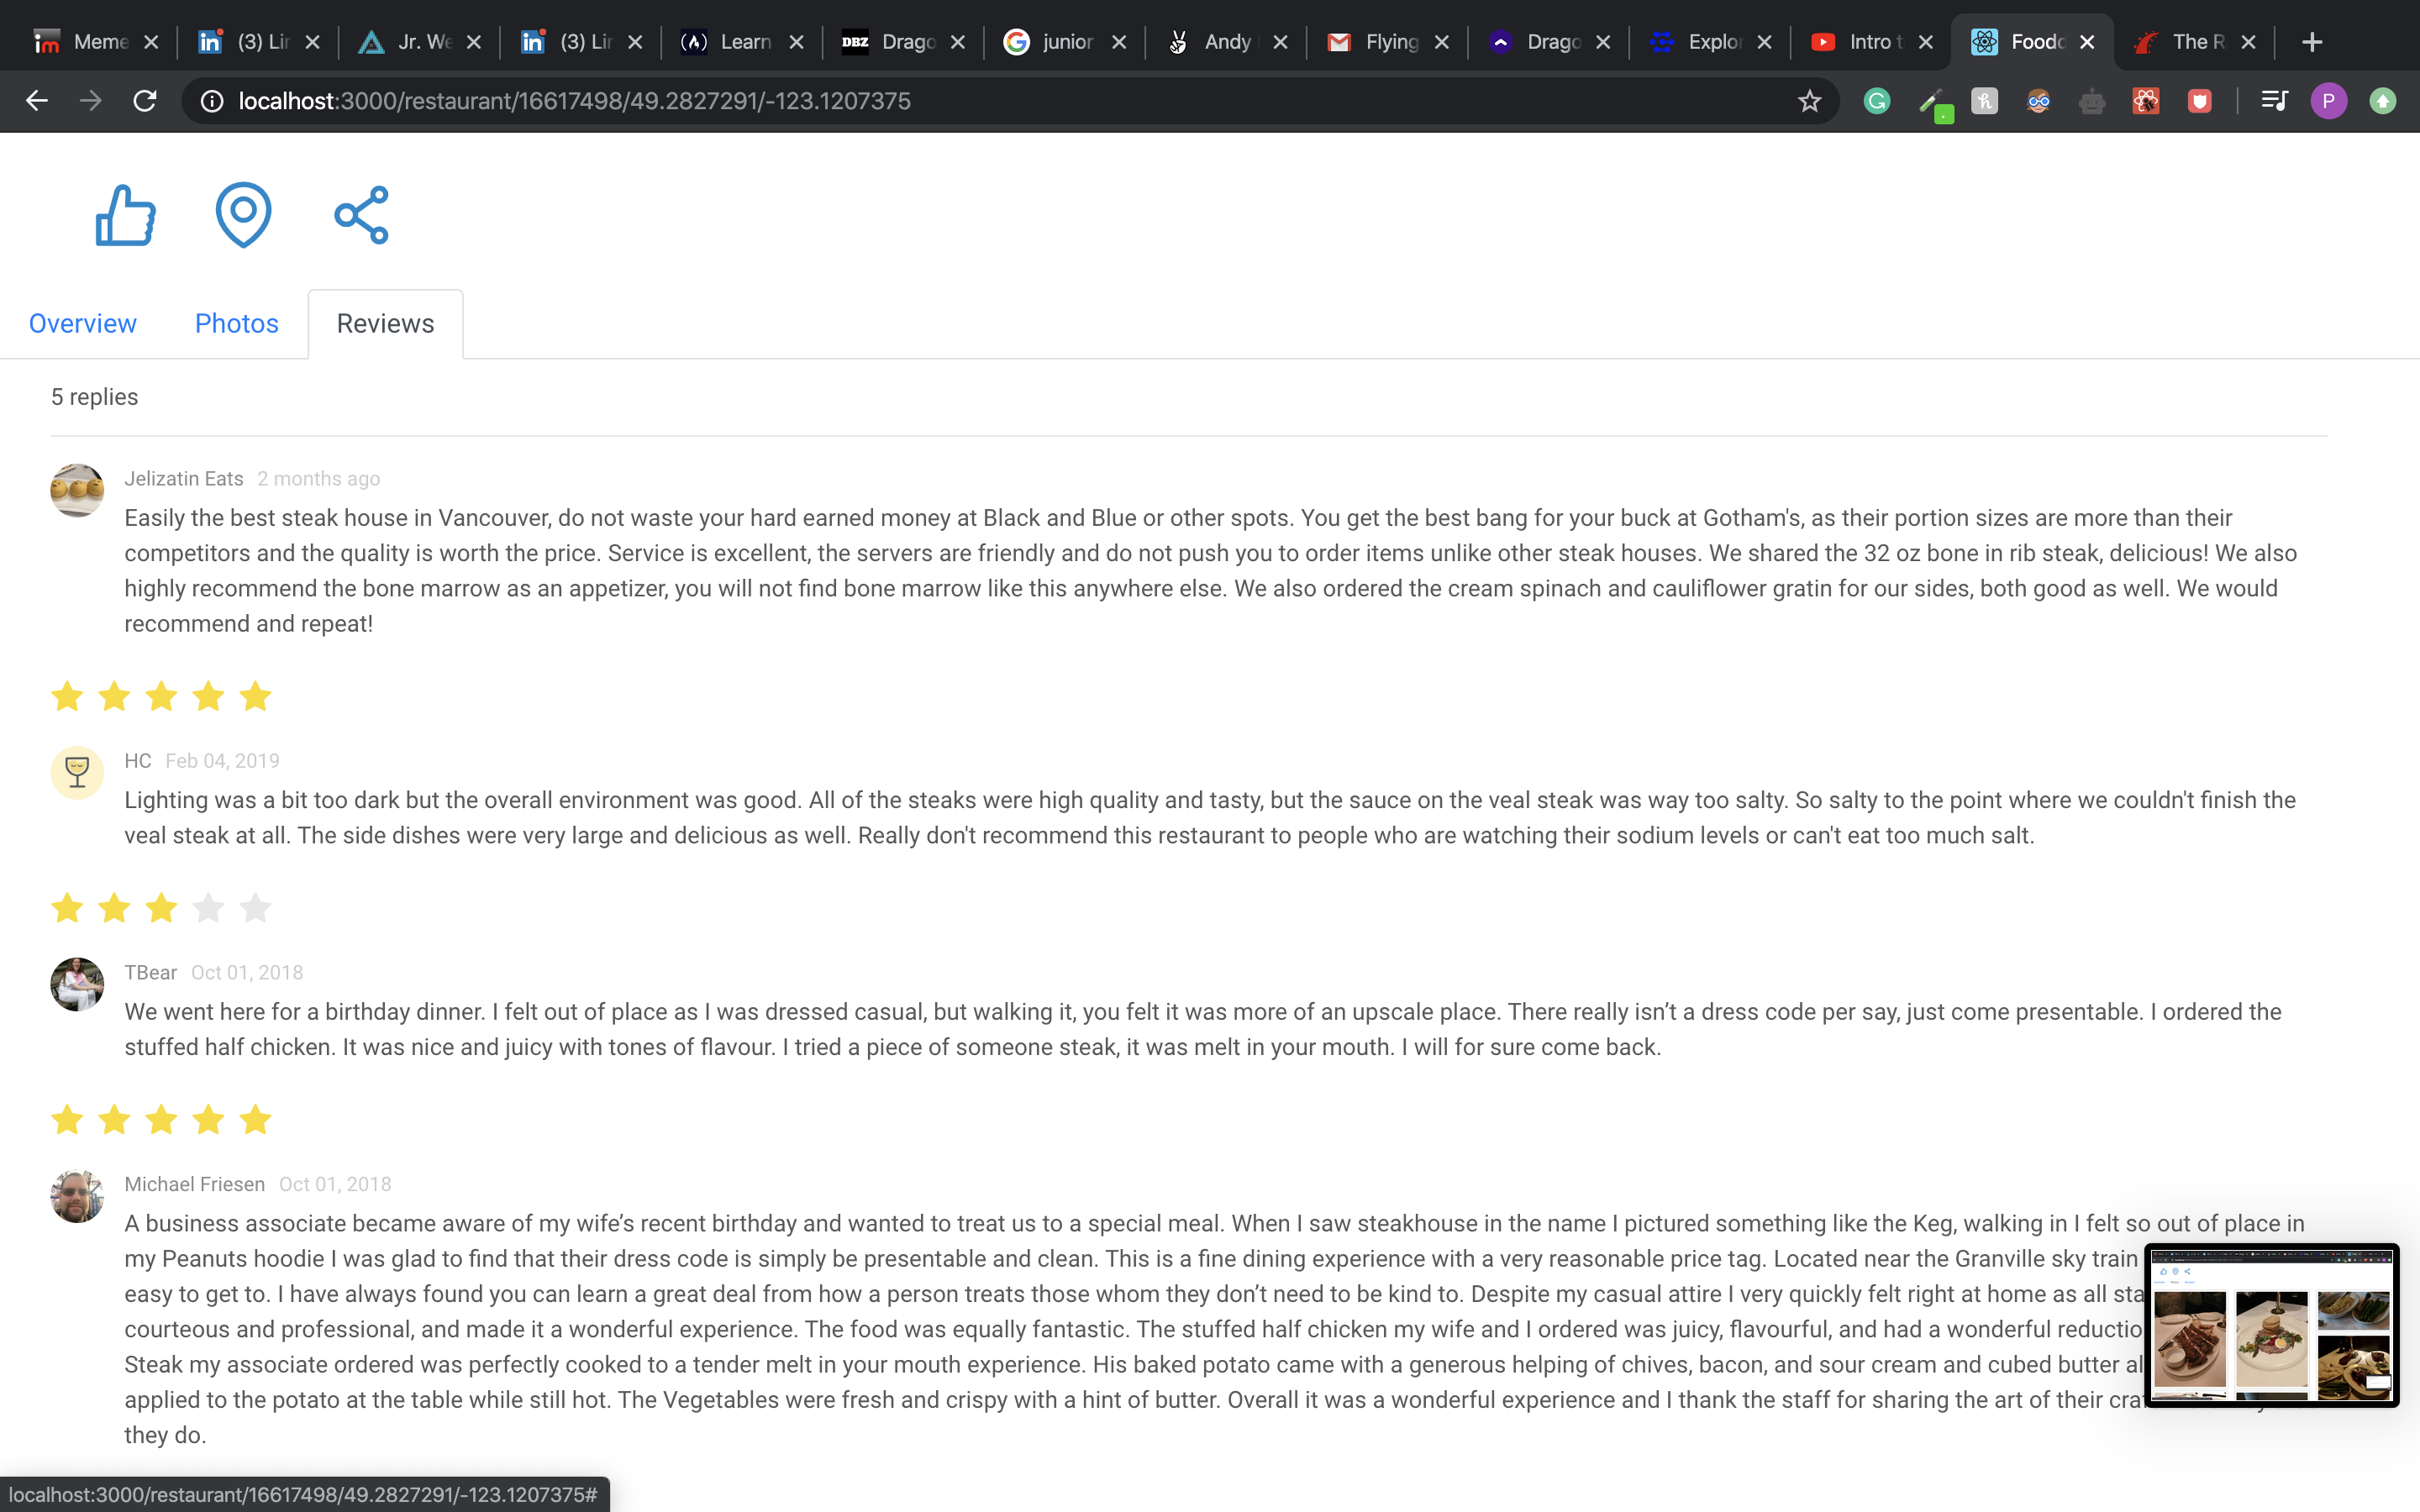 Meme
(3) Lir
Jr. We
(3) Lir
Learn
DBZ Drago
junior
Andy
Flying
Drago
Explor
Intro t
Foodc
The R
localhost:3000/restaurant/16617498/49.2827291/-123.1207375
P
Overview Photos Reviews
5 replies
Jelizatin Eats 2 months ago
Easily the best steak house in Vancouver, do not waste your hard earned money at Black and Blue or other spots. You get the best bang for your buck at Gotham's, as their portion sizes are more than their
competitors and the quality is worth the price. Service is excellent, the servers are friendly and do not push you to order items unlike other steak houses. We shared the 32 oz bone in rib steak, delicious! We also
highly recommend the bone marrow as an appetizer, you will not find bone marrow like this anywhere else. We also ordered the cream spinach and cauliflower gratin for our sides, both good as well. We would
recommend and repeat!
HC Feb 04, 2019
Lighting was a bit too dark but the overall environment was good. All of the steaks were high quality and tasty, but the sauce on the veal steak was way too salty. So salty to the point where we couldn't finish the
veal steak at all. The side dishes were very large and delicious as well. Really don't recommend this restaurant to people who are watching their sodium levels or can't eat too much salt.
TBear Oct 01, 2018
We went here for a birthday dinner. I felt out of place as I was dressed casual, but walking it, you felt it was more of an upscale place. There really isn’t a dress code per say, just come presentable. I ordered the
stuffed half chicken. It was nice and juicy with tones of flavour. I tried a piece of someone steak, it was melt in your mouth. I will for sure come back.
Michael Friesen Oct 01, 2018
A business associate became aware of my wife’s recent birthday and wanted to treat us to a special meal. When I saw steakhouse in the name I pictured something like the Keg, walking in I felt so out of place in
my Peanuts hoodie I was glad to find that their dress code is simply be presentable and clean. This is a fine dining experience with a very reasonable price tag. Located near the Granville sky train
easy to get to. I have always found you can learn a great deal from how a person treats those whom they don’t need to be kind to. Despite my casual attire I very quickly felt right at home as all sta
courteous and professional, and made it a wonderful experience. The food was equally fantastic. The stuffed half chicken my wife and I ordered was juicy, flavourful, and had a wonderful reductio
Steak my associate ordered was perfectly cooked to a tender melt in your mouth experience. His baked potato came with a generous helping of chives, bacon, and sour cream and cubed butter al
applied to the potato at the table while still hot. The Vegetables were fresh and crispy with a hint of butter. Overall it was a wonderful experience and I thank the staff for sharing the art of their craf
they do.
localhost:3000/restaurant/16617498/49.2827291/-123.1207375#